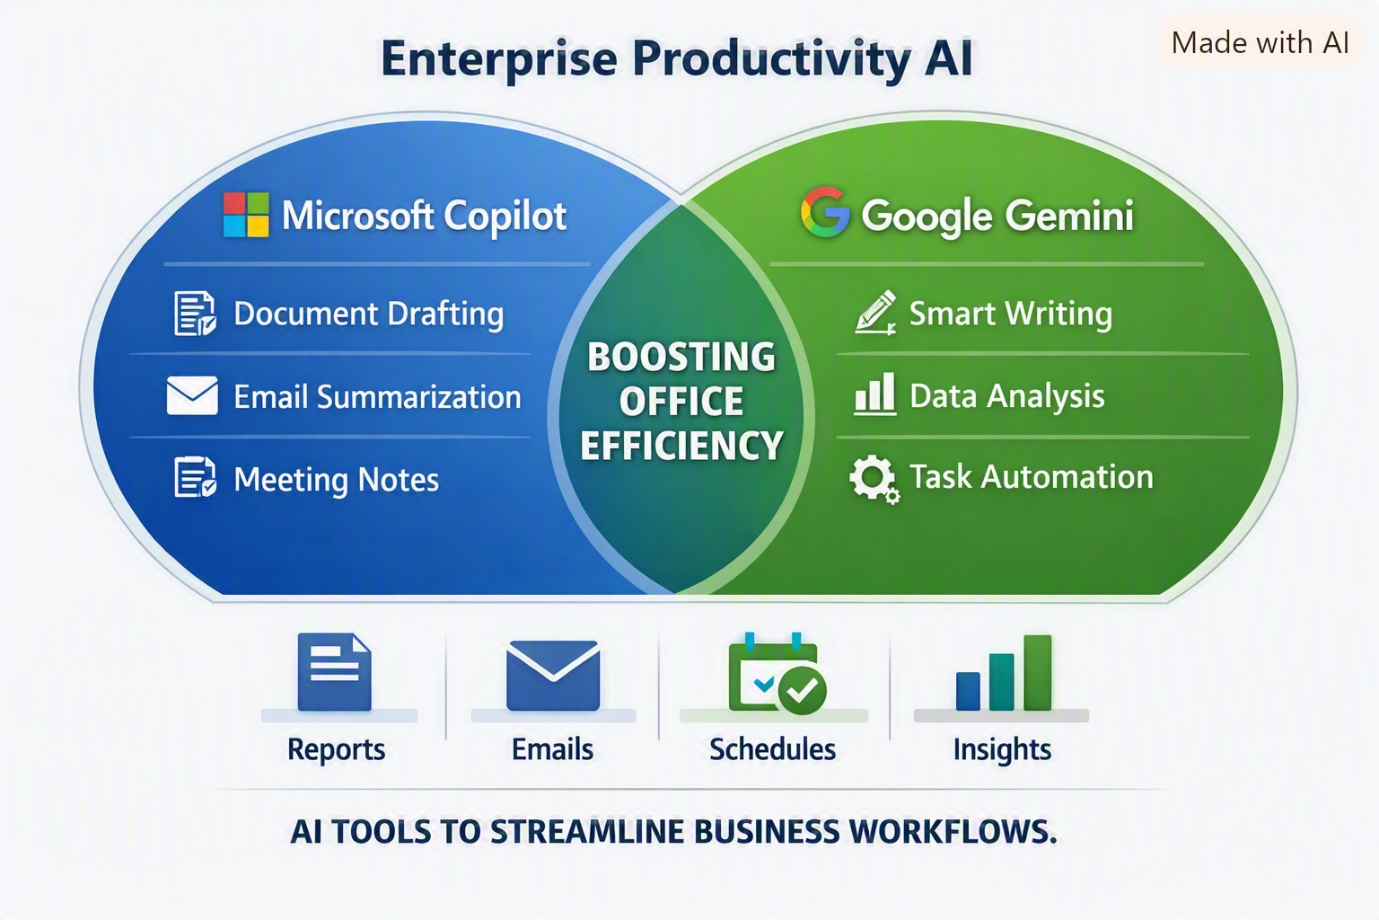 Enterprise Productivity AI
Made with AI
Microsoft Copilot
Document Drafting
Email Summarization
Meeting Notes
BOOSTING
OFFICE
EFFICIENCY
Google Gemini
Smart Writing
Data Analysis
Task Automation
Reports
Emails
Schedules
Insights
AI TOOLS TO STREAMLINE BUSINESS WORKFLOWS.